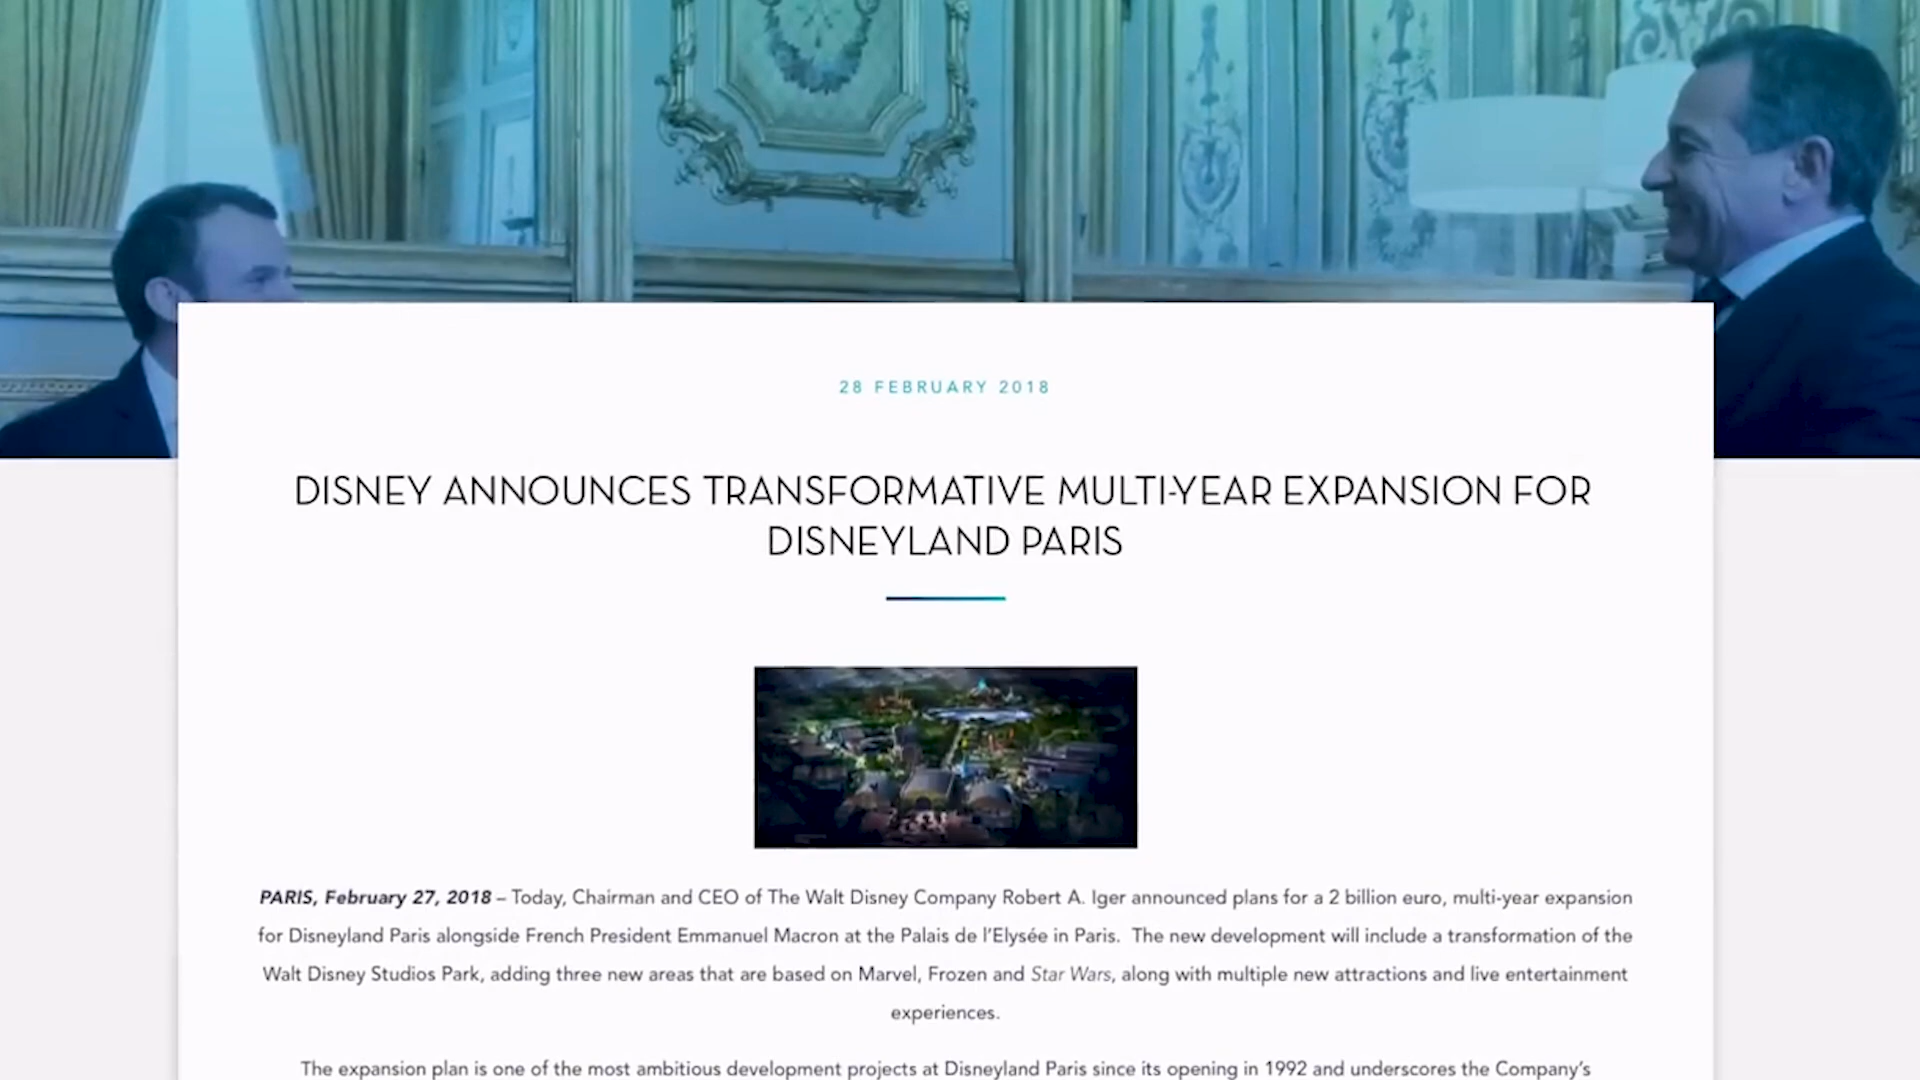 28 FEBRUARY 2018
DISNEY ANNOUNCES TRANSFORMATIVE MULTI-YEAR EXPANSION FOR
DISNEYLAND PARIS
PARIS, February 27, 2018 – Today, Chairman and CEO of The Walt Disney Company Robert A. Iger announced plans for a 2 billion euro, multi-year expansion
for Disneyland Paris alongside French President Emmanuel Macron at the Palais de l’Elysée in Paris.  The new development will include a transformation of the
Walt Disney Studios Park, adding three new areas that are based on Marvel, Frozen and Star Wars, along with multiple new attractions and live entertainment
experiences.
The expansion plan is one of the most ambitious development projects at Disneyland Paris since its opening in 1992 and underscores the Company’s